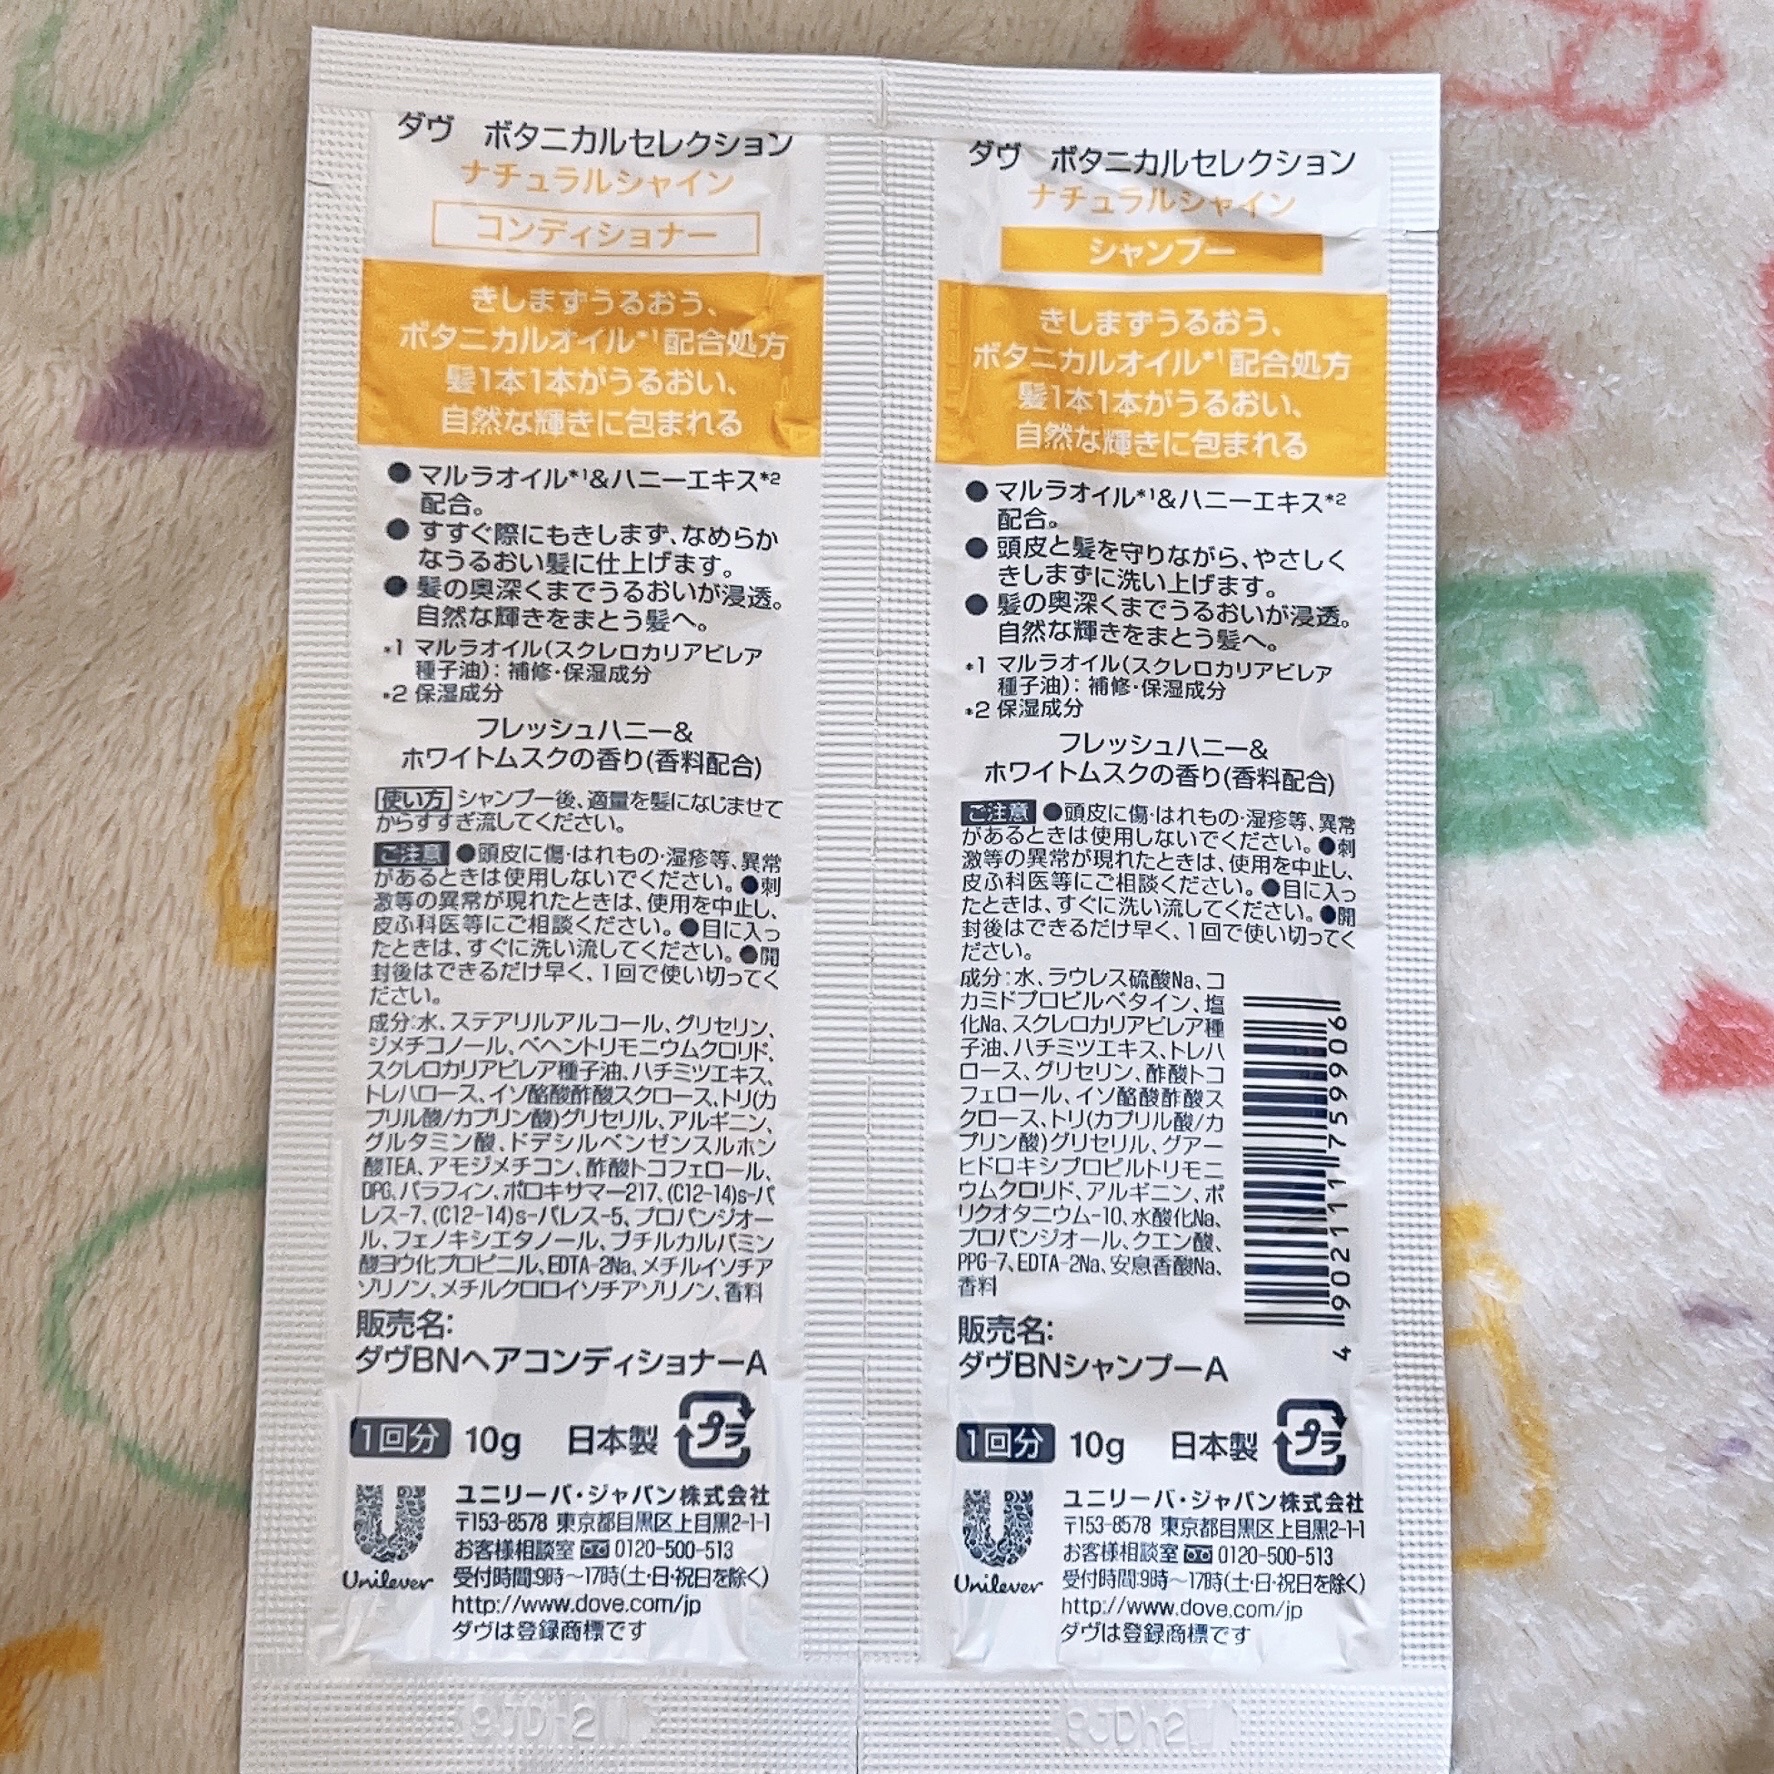 ダヴ ボタニカルセレクション
ナチュラルシャイン
コンディショナー
きしまずうるおう、
ボタニカルオイル*1配合処方
髪1本1本がうるおい、
自然な輝きに包まれる
● マルラオイル*1&ハニーエキス*2
配合。
● すすぐ際にもきしまず、なめらか
なうるおい髪に仕上げます。
● 髪の奥深くまでうるおいが浸透。
自然な輝きをまとう髪へ。
*1 マルラオイル(スクレロカリアビレア
種子油):補修・保湿成分
*2 保湿成分
フレッシュハニー&
ホワイトムスクの香り(香料配合)
使い方 シャンプー後、適量を髪になじませて
からすすぎ流してください。
ご注意 ●頭皮に傷・はれもの・湿疹等、異常
があるときは使用しないでください。●刺
激等の異常が現れたときは、使用を中止し、
皮ふ科医等にご相談ください。●目に入っ
たときは、すぐに洗い流してください。●開
封後はできるだけ早く、1回で使い切ってく
ださい。
成分:水、ステアリルアルコール、グリセリン、
ジメチコノール、ベヘントリモニウムクロリド、
スクレロカリアビレア種子油、ハチミツエキス、
トレハロース、イソ酪酸酢酸スクロース、トリ(カ
プリル酸/カプリン酸)グリセリル、アルギニン、
グルタミン酸、ドデシルベンゼンスルホン
酸TEA、アモジメチコン、酢酸トコフェロール、
DPG、パラフィン、ポロキサマー217、(C12-14)s-パ
レス-7、(C12-14)s-パレス-5、プロパンジオー
ル、フェノキシエタノール、ブチルカルバミン
酸ヨウ化プロピニル、EDTA-2Na、メチルイソチア
ゾリノン、メチルクロロイソチアゾリノン、香料
販売名:
ダヴBNヘアコンディショナーA
1回分 10g 日本製 プラ
ユニリーバ・ジャパン株式会社
〒153-8578 東京都目黒区上目黒2-1-1
お客様相談室 0120-500-513
Unilever 受付時間:9時〜17時(土・日・祝日を除く)
http://www.dove.com/jp
ダヴは登録商標です
9JDh2
ダヴ ボタニカルセレクション
ナチュラルシャイン
シャンプー
きしまずうるおう、
ボタニカルオイル*1配合処方
髪1本1本がうるおい、
自然な輝きに包まれる
● マルラオイル*1&ハニーエキス*2
配合。
● 頭皮と髪を守りながら、やさしく
きしまずに洗い上げます。
● 髪の奥深くまでうるおいが浸透。
自然な輝きをまとう髪へ。
*1 マルラオイル(スクレロカリアビレア
種子油):補修・保湿成分
*2 保湿成分
フレッシュハニー&
ホワイトムスクの香り(香料配合)
ご注意 ●頭皮に傷・はれもの・湿疹等、異常
があるときは使用しないでください。●刺
激等の異常が現れたときは、使用を中止し、
皮ふ科医等にご相談ください。●目に入っ
たときは、すぐに洗い流してください。●開
封後はできるだけ早く、1回で使い切ってく
ださい。
成分:水、ラウレス硫酸Na、コ
カミドプロピルベタイン、塩
化Na、スクレロカリアビレア種
子油、ハチミツエキス、トレハ
ロース、グリセリン、酢酸トコ
フェロール、イソ酪酸酢酸ス
クロース、トリ(カプリル酸/カ
プリン酸)グリセリル、グアー
ヒドロキシプロピルトリモニ
ウムクロリド、アルギニン、ポ
リクオタニウム-10、水酸化Na、
プロパンジオール、クエン酸、
PPG-7、EDTA-2Na、安息香酸Na、
香料
4902111759906
販売名:
ダヴBNシャンプーA
1回分 10g 日本製 プラ
ユニリーバ・ジャパン株式会社
〒153-8578 東京都目黒区上目黒2-1-1
お客様相談室 0120-500-513
Unilever 受付時間:9時〜17時(土・日・祝日を除く)
http://www.dove.com/jp
ダヴは登録商標です
9JDh2